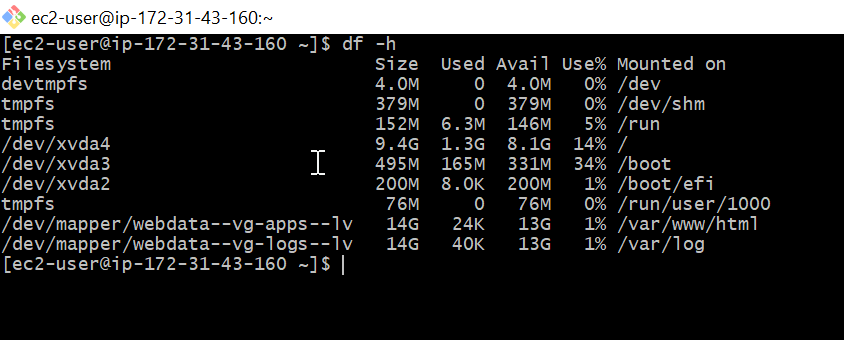 ec2-user@ip-172-31-43-160:~
[ec2-user@ip-172-31-43-160 ~]$ df -h
Filesystem                        Size  Used Avail Use% Mounted on
devtmpfs                          4.0M     0  4.0M   0% /dev
tmpfs                             379M     0  379M   0% /dev/shm
tmpfs                             152M  6.3M  146M   5% /run
/dev/xvda4                        9.4G  1.3G  8.1G  14% /
/dev/xvda3                        495M  165M  331M  34% /boot
/dev/xvda2                        200M  8.0K  200M   1% /boot/efi
tmpfs                              76M     0   76M   0% /run/user/1000
/dev/mapper/webdata--vg-apps--lv   14G   24K   13G   1% /var/www/html
/dev/mapper/webdata--vg-logs--lv   14G   40K   13G   1% /var/log
[ec2-user@ip-172-31-43-160 ~]$